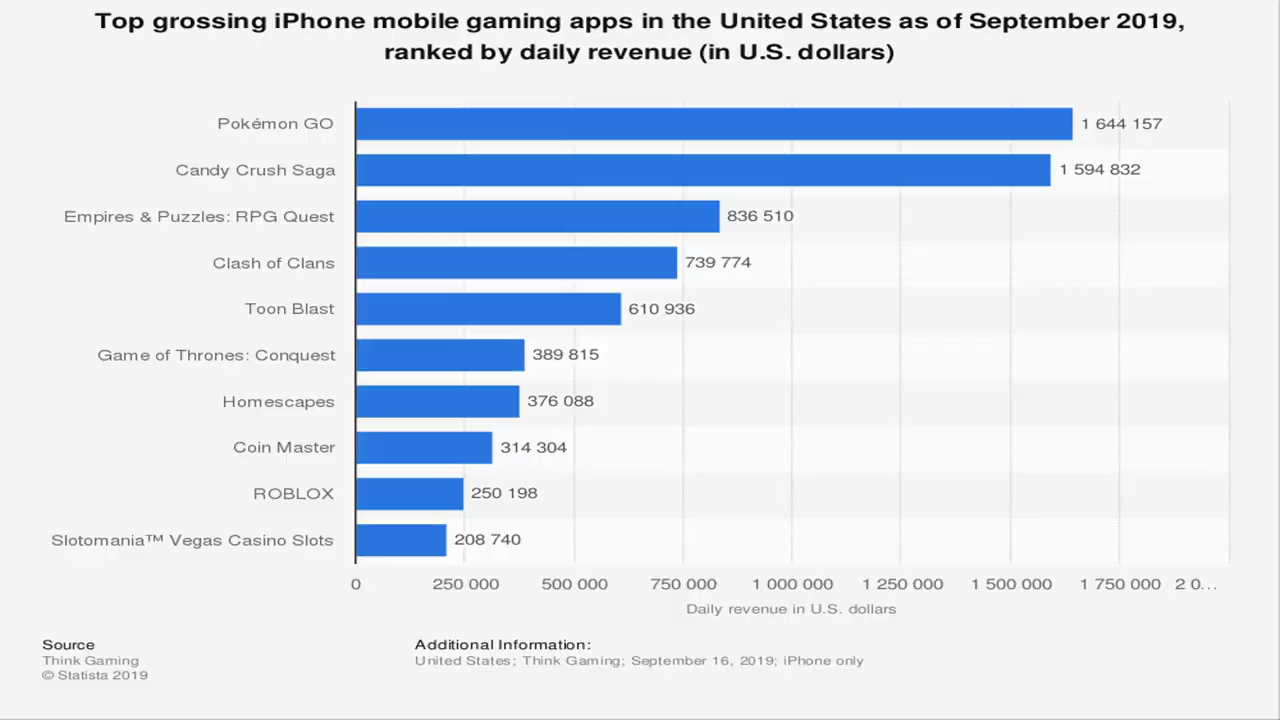 Top grossing iPhone mobile gaming apps in the United States as of September 2019,
ranked by daily revenue (in U.S. dollars)
Pokémon GO 1 644 157
Candy Crush Saga 1 594 832
Empires & Puzzles: RPG Quest 836 510
Clash of Clans 739 774
Toon Blast 610 936
Game of Thrones: Conquest 389 815
Homescapes 376 088
Coin Master 314 304
ROBLOX 250 198
Slotomania™ Vegas Casino Slots 208 740
0 250 000 500 000 750 000 1 000 000 1 250 000 1 500 000 1 750 000 2 0…
Daily revenue in U.S. dollars
Source
Think Gaming
© Statista 2019
Additional Information:
United States; Think Gaming; September 16, 2019; iPhone only